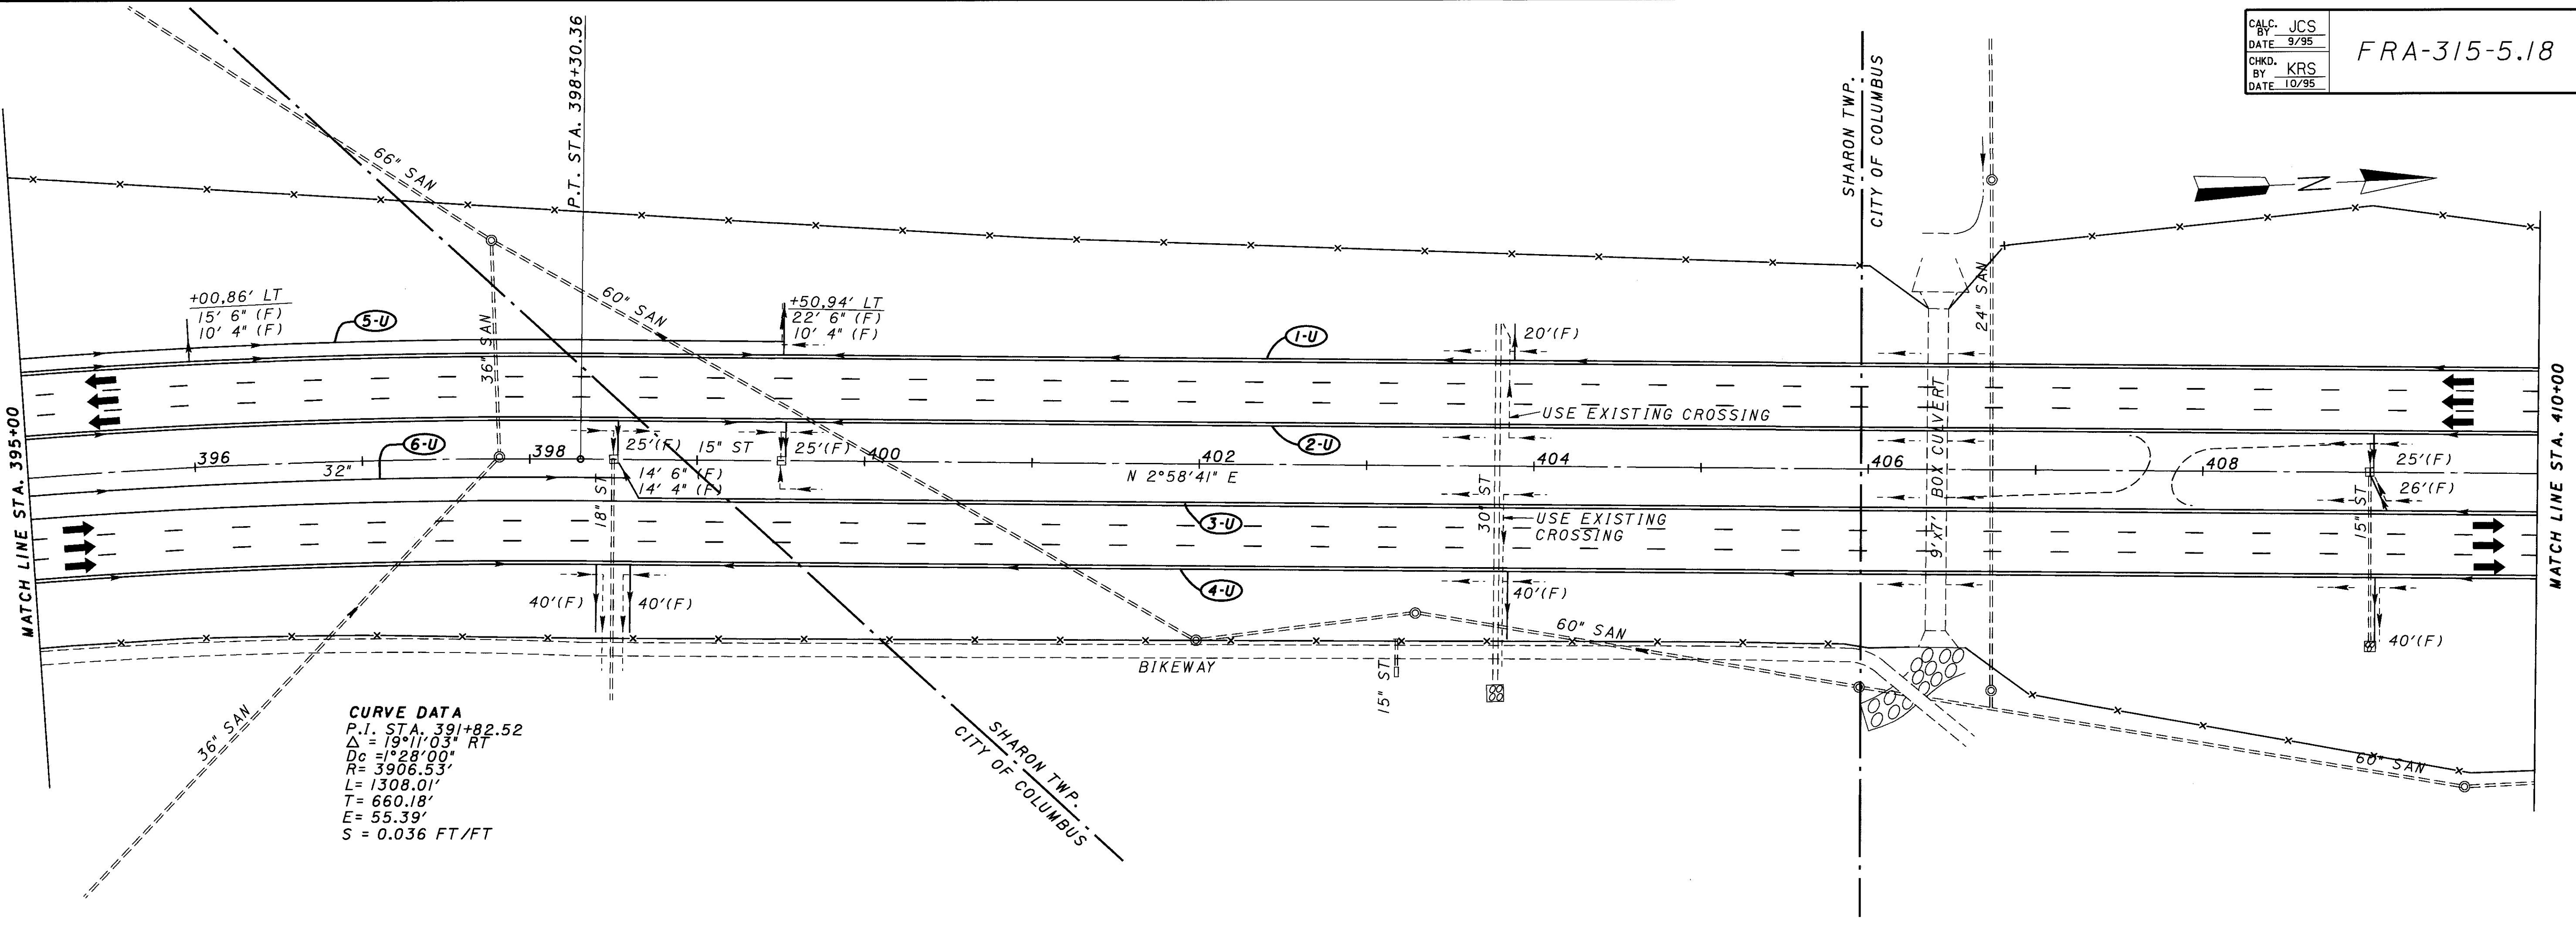 CALC. BY JCS
DATE 9/95
CHKD. BY KRS
DATE 10/95
FRA-315-5.18
P.T. STA. 398+30.36
SHARON TWP.
CITY OF COLUMBUS
66" SAN
N
60" SAN
36" SAN
24" SAN
+00,86' LT
15' 6" (F)
10' 4" (F)
5-U
+50,94' LT
22' 6" (F)
10' 4" (F)
1-U
20'(F)
MATCH LINE STA. 395+00
MATCH LINE STA. 410+00
USE EXISTING CROSSING
6-U
2-U
396
32"
398
25'(F)
15" ST
25'(F)
400
402
N 2°58'41" E
404
406
408
25'(F)
26'(F)
14' 6" (F)
14' 4" (F)
18" ST
30" ST
9'X7' BOX CULVERT
15" ST
3-U
USE EXISTING
CROSSING
4-U
40'(F)
40'(F)
40'(F)
40'(F)
60" SAN
BIKEWAY
15" ST
36" SAN
60" SAN
SHARON TWP.
CITY OF COLUMBUS
CURVE DATA
P.I. STA. 391+82.52
Δ = 19°11'03" RT
Dc =1°28'00"
R= 3906.53'
L= 1308.01'
T= 660.18'
E= 55.39'
S = 0.036 FT/FT